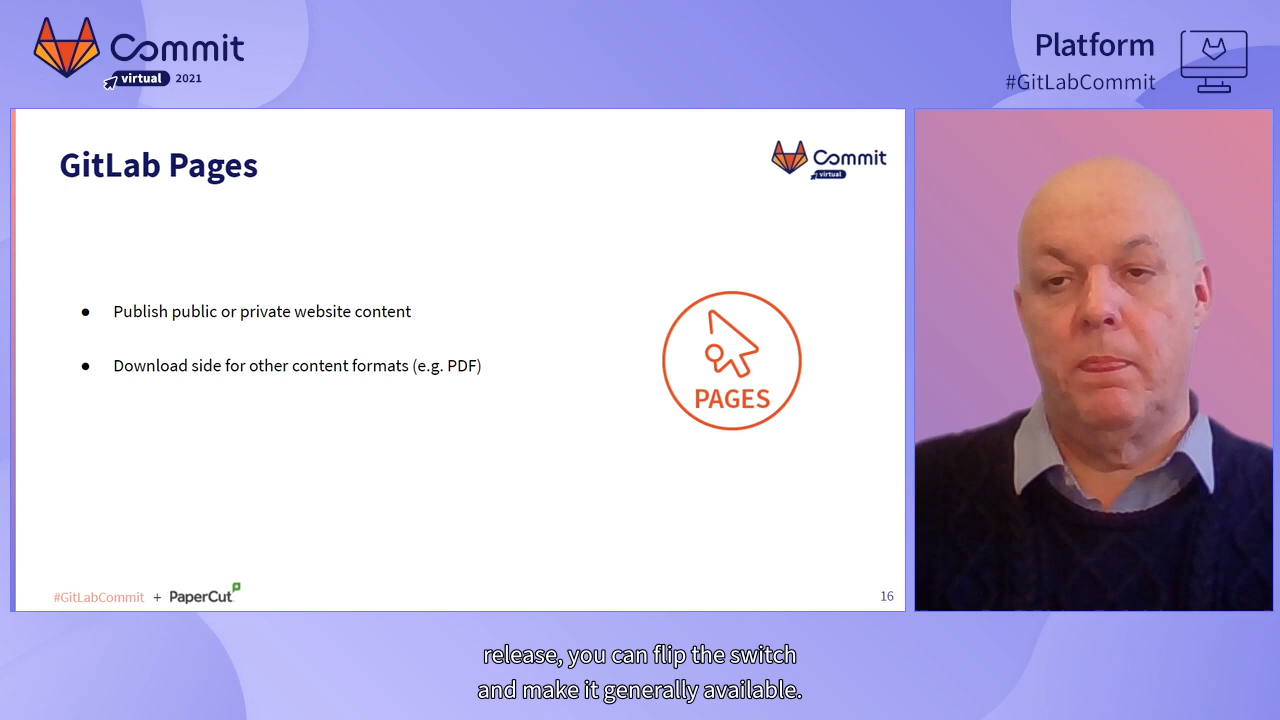 Commit
virtual 2021
Platform
#GitLabCommit
GitLab Pages
Commit
virtual
● Publish public or private website content
● Download side for other content formats (e.g. PDF)
PAGES
#GitLabCommit + PaperCut
16
release, you can flip the switch
and make it generally available.